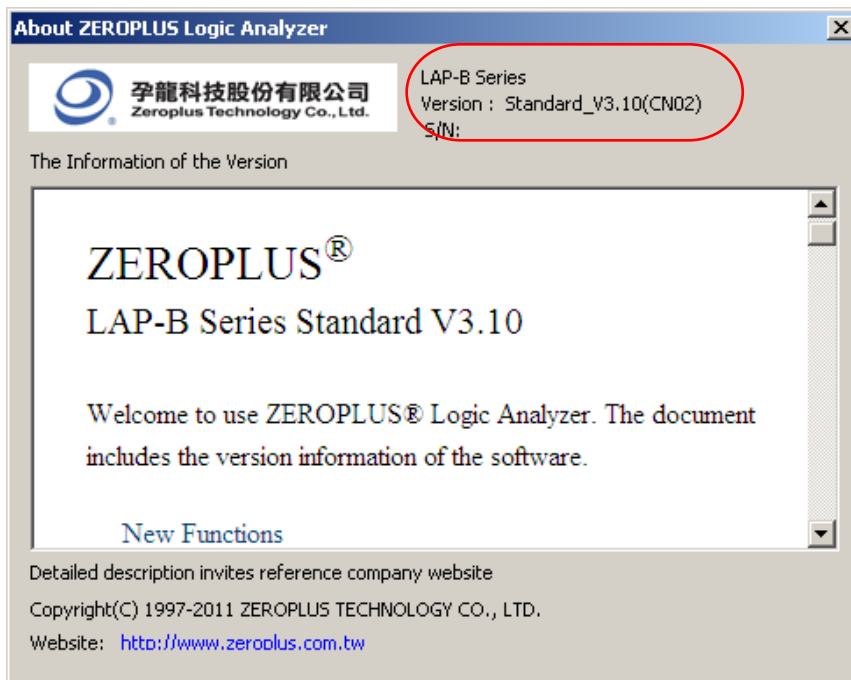 About ZEROPLUS Logic Analyzer
孕龍科技股份有限公司
Zeroplus Technology Co., Ltd.
LAP-B Series
Version : Standard_V3.10(CN02)
S/N:
The Information of the Version
ZEROPLUS®
LAP-B Series Standard V3.10
Welcome to use ZEROPLUS® Logic Analyzer. The document
includes the version information of the software.
New Functions
Detailed description invites reference company website
Copyright(C) 1997-2011 ZEROPLUS TECHNOLOGY CO., LTD.
Website: http://www.zeroplus.com.tw